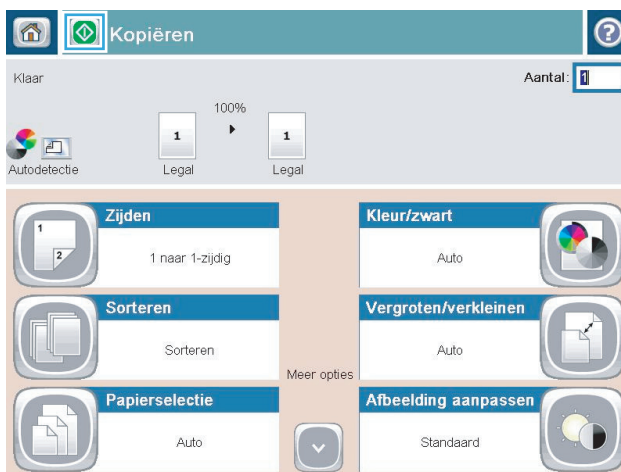 Kopiëren
Klaar
Aantal: 1
100%
1
1
Autodetectie
Legal
Legal
Zijden
1
2
1 naar 1-zijdig
Kleur/zwart
Auto
Sorteren
Sorteren
Vergroten/verkleinen
Auto
Meer opties
Papierselectie
Auto
Afbeelding aanpassen
Standaard